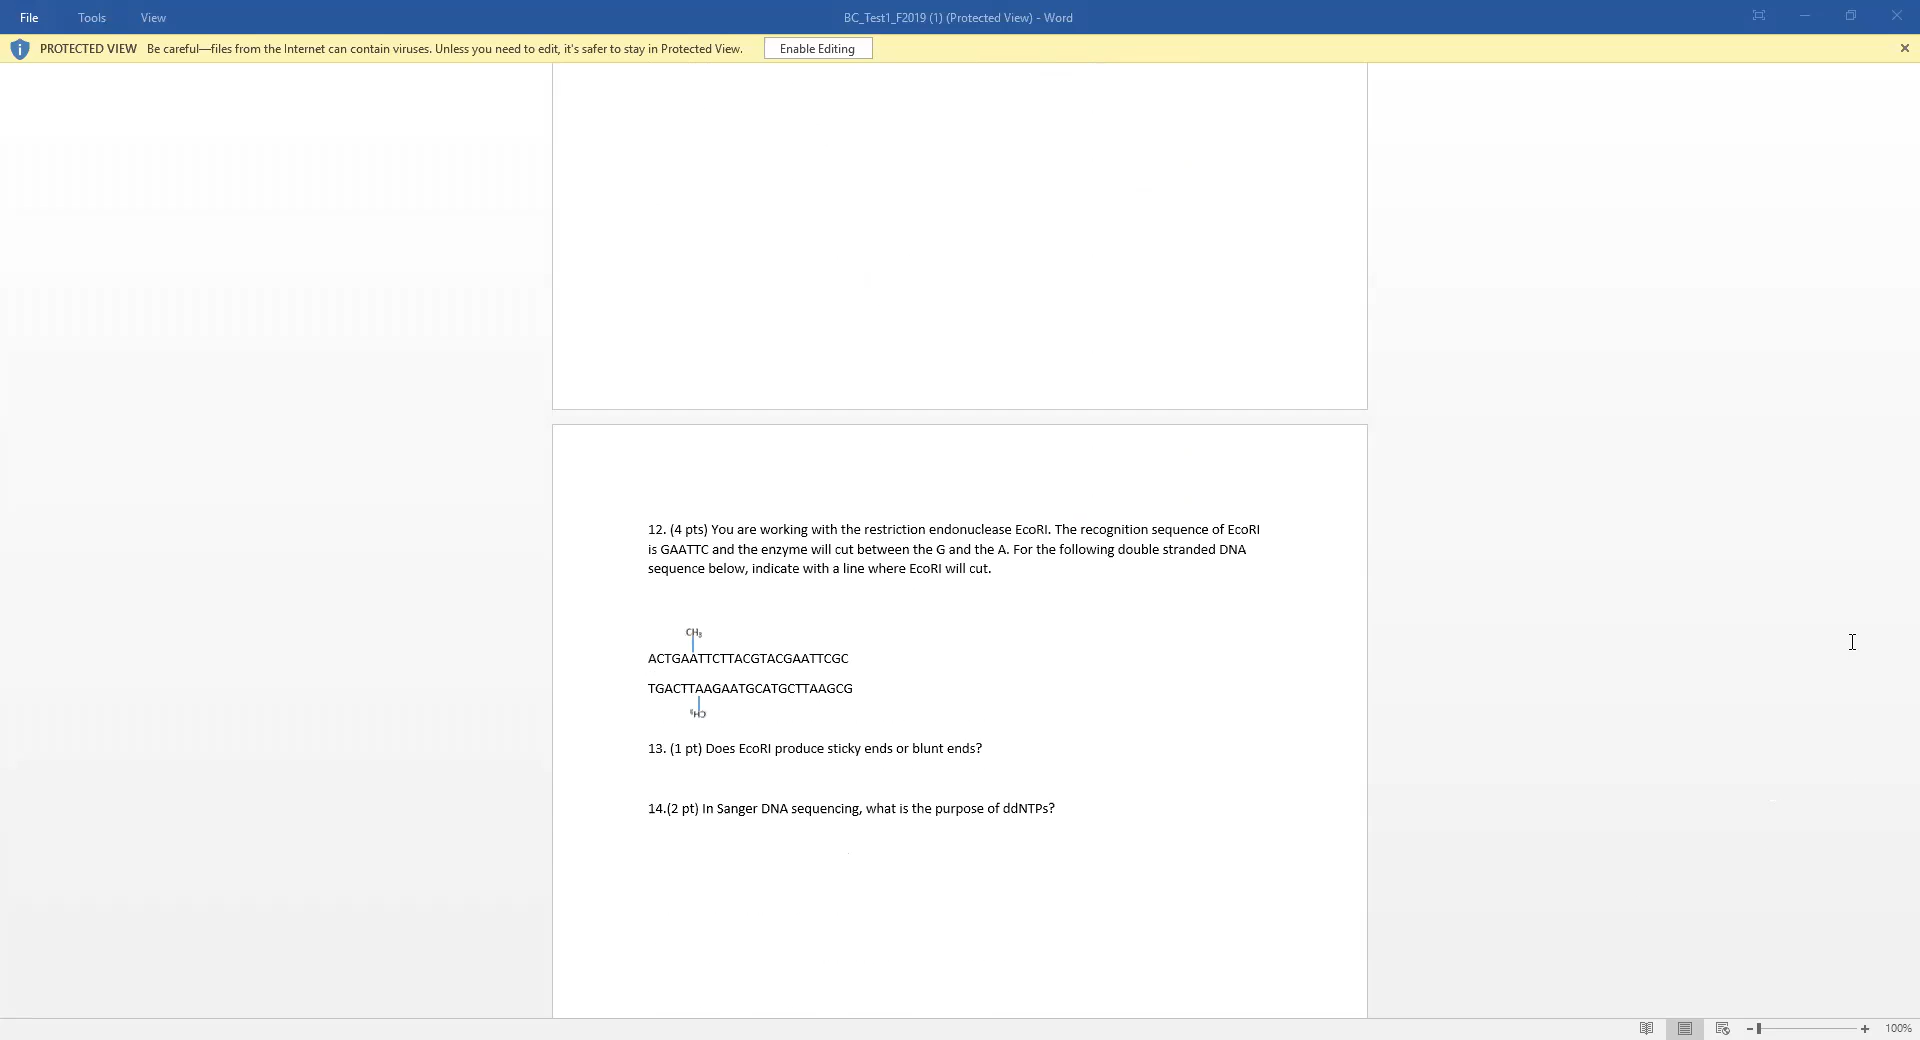 File Tools View BC_Test1_F2019 (1) (Protected View) - Word
PROTECTED VIEW Be careful—files from the Internet can contain viruses. Unless you need to edit, it's safer to stay in Protected View. Enable Editing
12. (4 pts) You are working with the restriction endonuclease EcoRI. The recognition sequence of EcoRI
is GAATTC and the enzyme will cut between the G and the A. For the following double stranded DNA
sequence below, indicate with a line where EcoRI will cut.
CH₃
ACTGAATTCTTACGTACGAATTCGC
TGACTTAAGAATGCATGCTTAAGCG
CH₃
13. (1 pt) Does EcoRI produce sticky ends or blunt ends?
14.(2 pt) In Sanger DNA sequencing, what is the purpose of ddNTPs?
100%